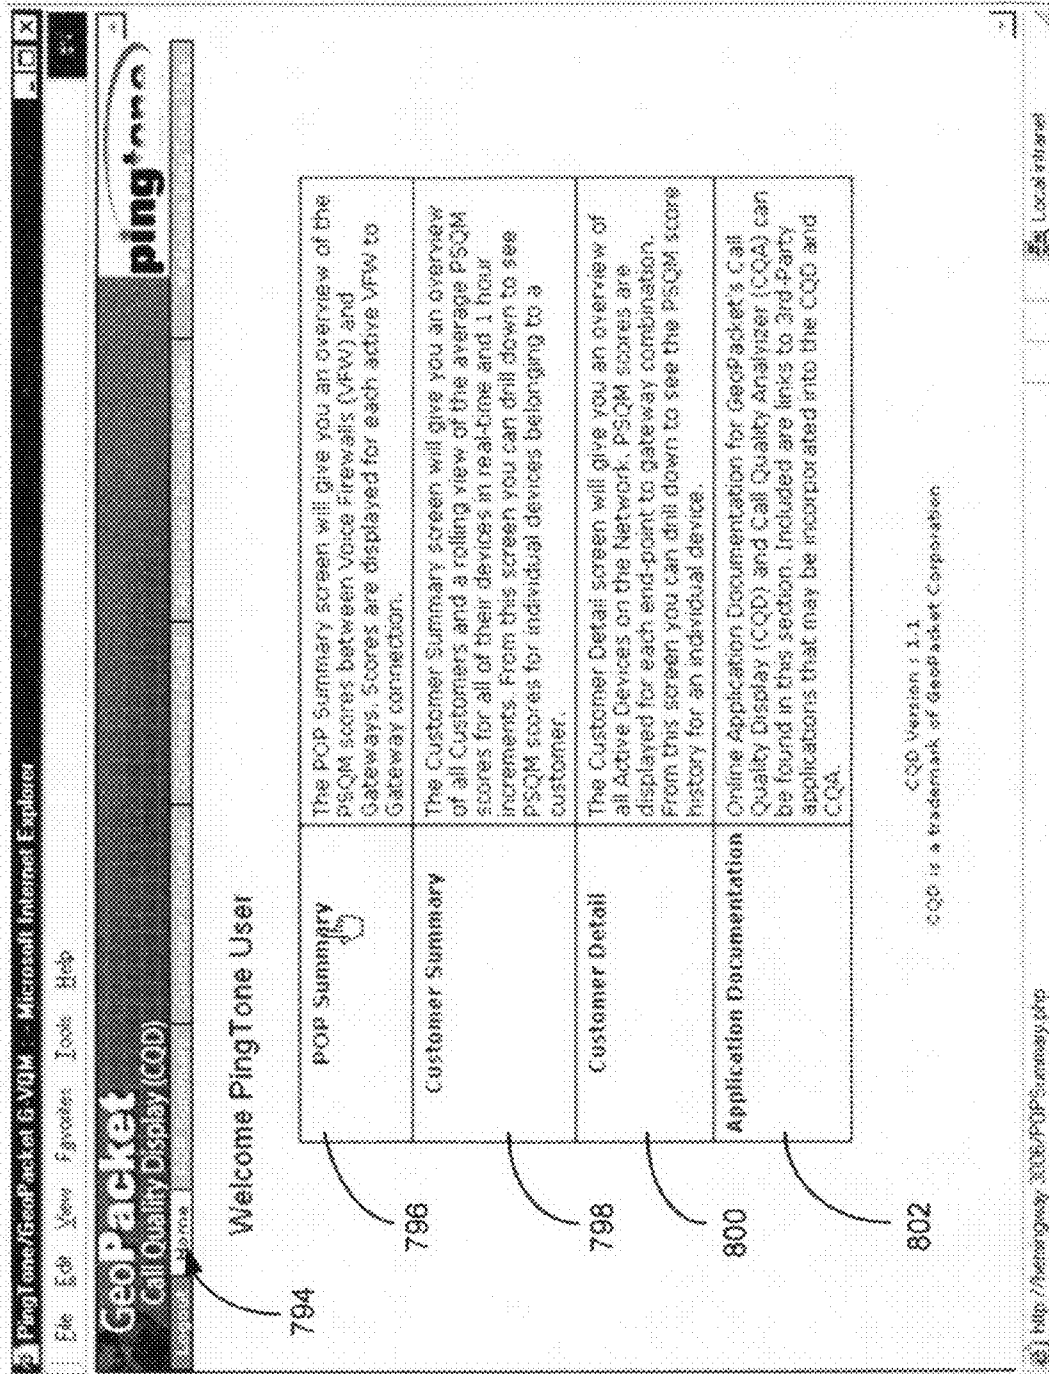 PingTone/GeoPacket G-VQM - Microsoft Internet Explorer
File Edit View Favorites Tools Help
GeoPacket
Call Quality Display (CQD)
pingtone
Home
794
Welcome PingTone User
POP Summary
The POP Summary screen will give you an overview of the
PSQM scores between Voice Firewalls (VFW) and
Gateways. Scores are displayed for each active VFW to
Gateway connection.
796
Customer Summary
The Customer Summary screen will give you an overview
of all Customers and a rolling view of the average PSQM
scores for all of their devices in real-time and 1 hour
increments. From this screen you can drill down to see
PSQM scores for individual devices belonging to a
customer.
798
Customer Detail
The Customer Detail screen will give you an overview of
all Active Devices on the Network. PSQM scores are
displayed for each end-point to gateway combination.
From this screen you can drill down to see the PSQM score
history for an individual device.
800
Application Documentation
Online Application Documentation for GeoPacket's Call
Quality Display (CQD) and Call Quality Analyizer (CQA) can
be found in this section. Included are links to 3rd-Party
applications that may be incorporated into the CQD and
CQA.
802
CQD Version : 1.1
CQD is a trademark of GeoPacket Corporation
http://hemingway:3006/POPSummary.php
Local intranet